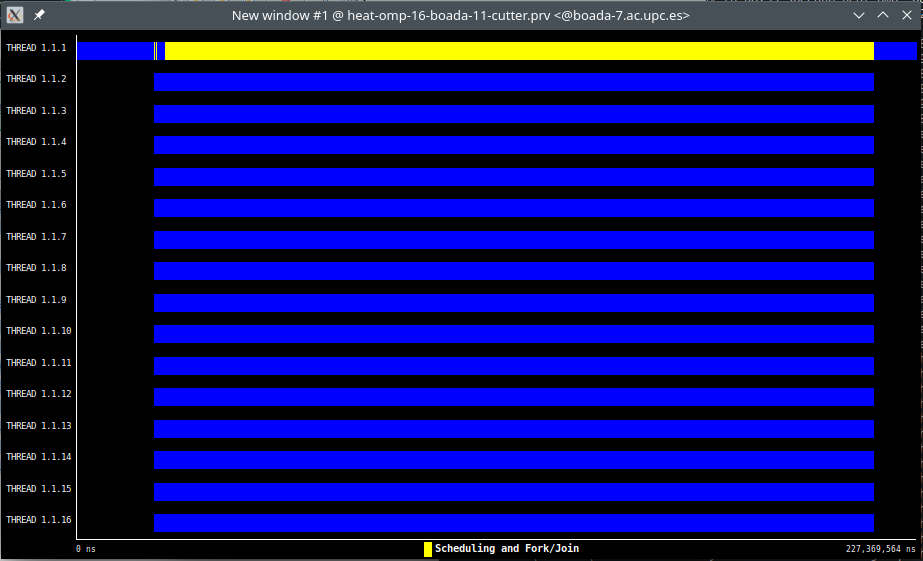 New window #1 @ heat-omp-16-boada-11-cutter.prv <@boada-7.ac.upc.es>
THREAD 1.1.1
THREAD 1.1.2
THREAD 1.1.3
THREAD 1.1.4
THREAD 1.1.5
THREAD 1.1.6
THREAD 1.1.7
THREAD 1.1.8
THREAD 1.1.9
THREAD 1.1.10
THREAD 1.1.11
THREAD 1.1.12
THREAD 1.1.13
THREAD 1.1.14
THREAD 1.1.15
THREAD 1.1.16
0 ns
Scheduling and Fork/Join
227,369,564 ns